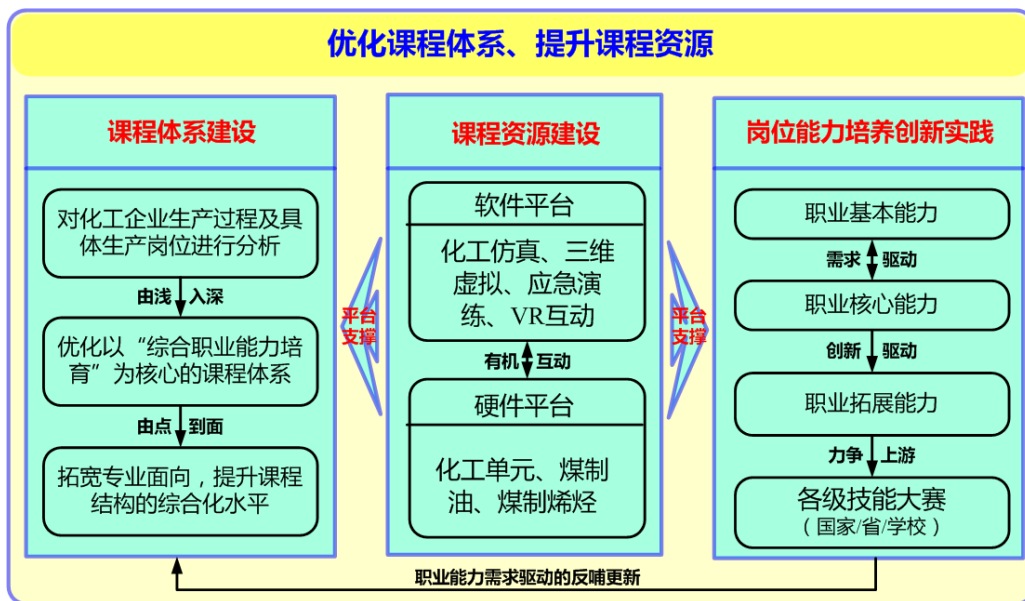 优化课程体系、提升课程资源
课程体系建设
对化工企业生产过程及具
体生产岗位进行分析
由浅 入深
优化以“综合职业能力培
育”为核心的课程体系
由点 到面
拓宽专业面向，提升课程
结构的综合化水平
平台
支撑
课程资源建设
软件平台
化工仿真、三维
虚拟、应急演
练、VR互动
有机 互动
硬件平台
化工单元、煤制
油、煤制烯烃
平台
支撑
岗位能力培养创新实践
职业基本能力
需求 驱动
职业核心能力
创新 驱动
职业拓展能力
力争 上游
各级技能大赛
（国家/省/学校）
职业能力需求驱动的反哺更新